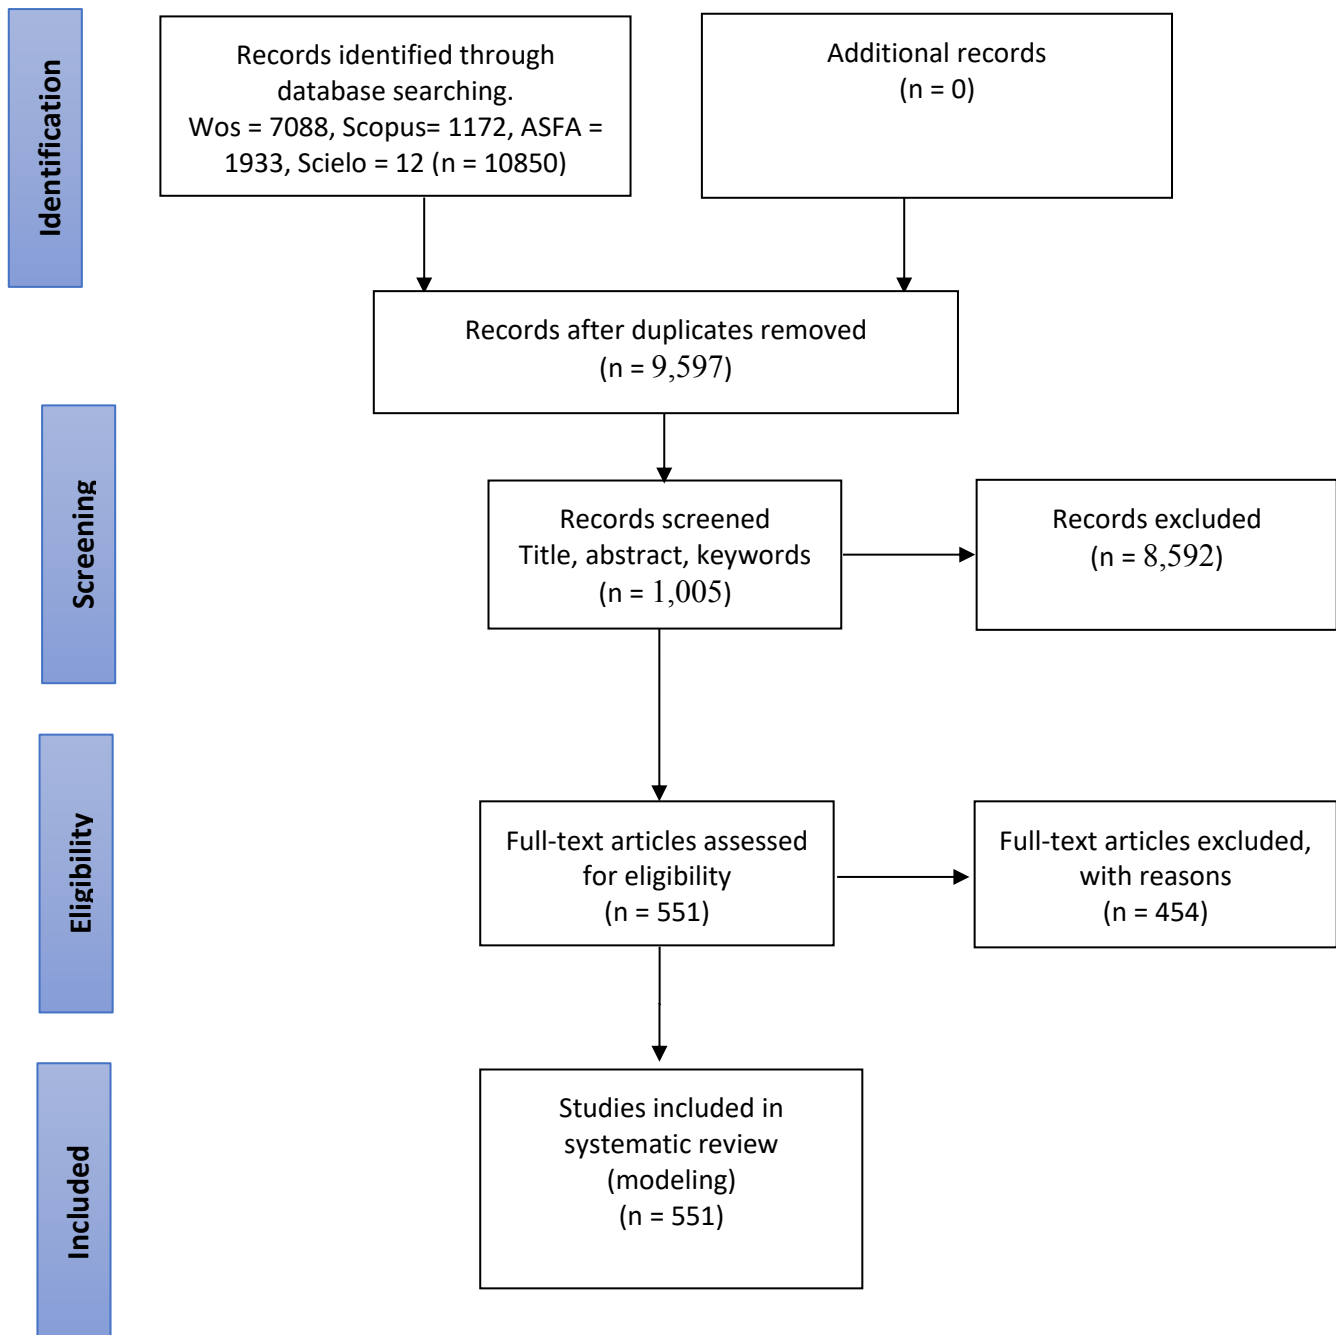 Identification
Records identified through
database searching.
Wos = 7088, Scopus= 1172, ASFA =
1933, Scielo = 12 (n = 10850)
Additional records
(n = 0)
Records after duplicates removed
(n = 9,597)
Screening
Records screened
Title, abstract, keywords
(n = 1,005)
Records excluded
(n = 8,592)
Eligibility
Full-text articles assessed
for eligibility
(n = 551)
Full-text articles excluded,
with reasons
(n = 454)
Included
Studies included in
systematic review
(modeling)
(n = 551)